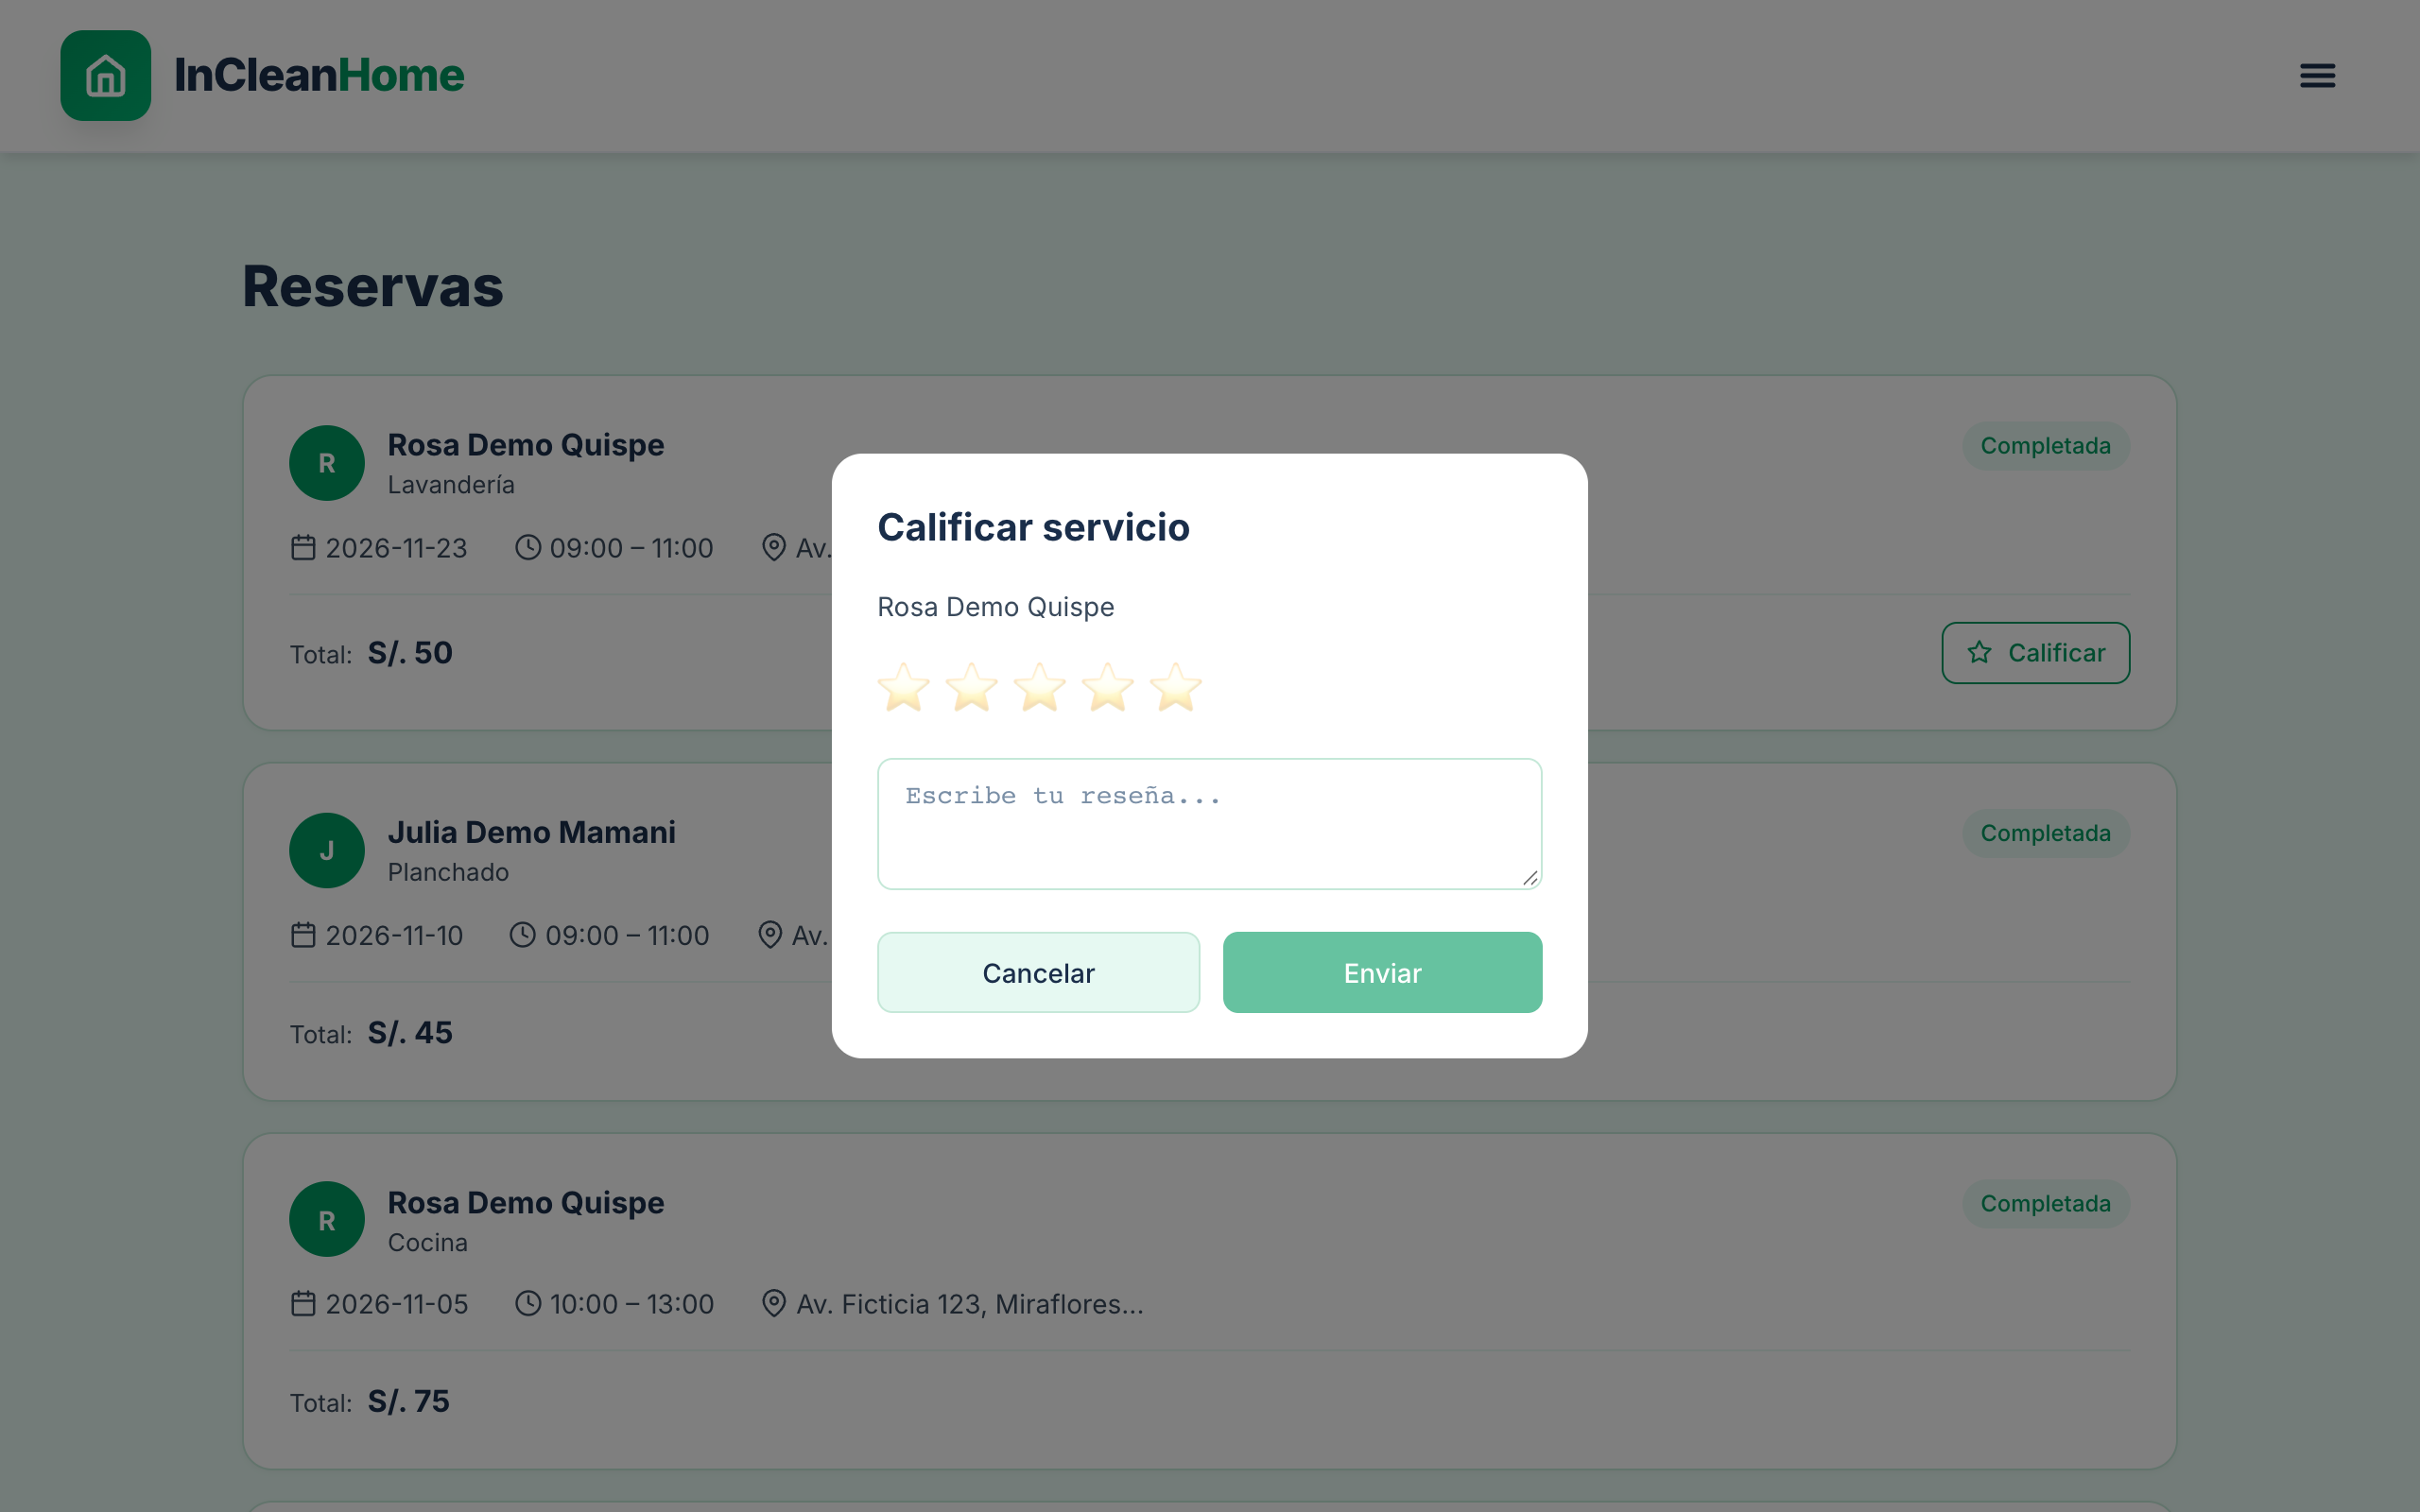 InCleanHome
Reservas
R
Rosa Demo Quispe
Lavandería
Completada
2026-11-23
09:00 – 11:00
Av.
Total: S/. 50
Calificar
Calificar servicio
Rosa Demo Quispe
Escribe tu reseña...
Cancelar
Enviar
J
Julia Demo Mamani
Planchado
Completada
2026-11-10
09:00 – 11:00
Av.
Total: S/. 45
R
Rosa Demo Quispe
Cocina
Completada
2026-11-05
10:00 – 13:00
Av. Ficticia 123, Miraflores...
Total: S/. 75